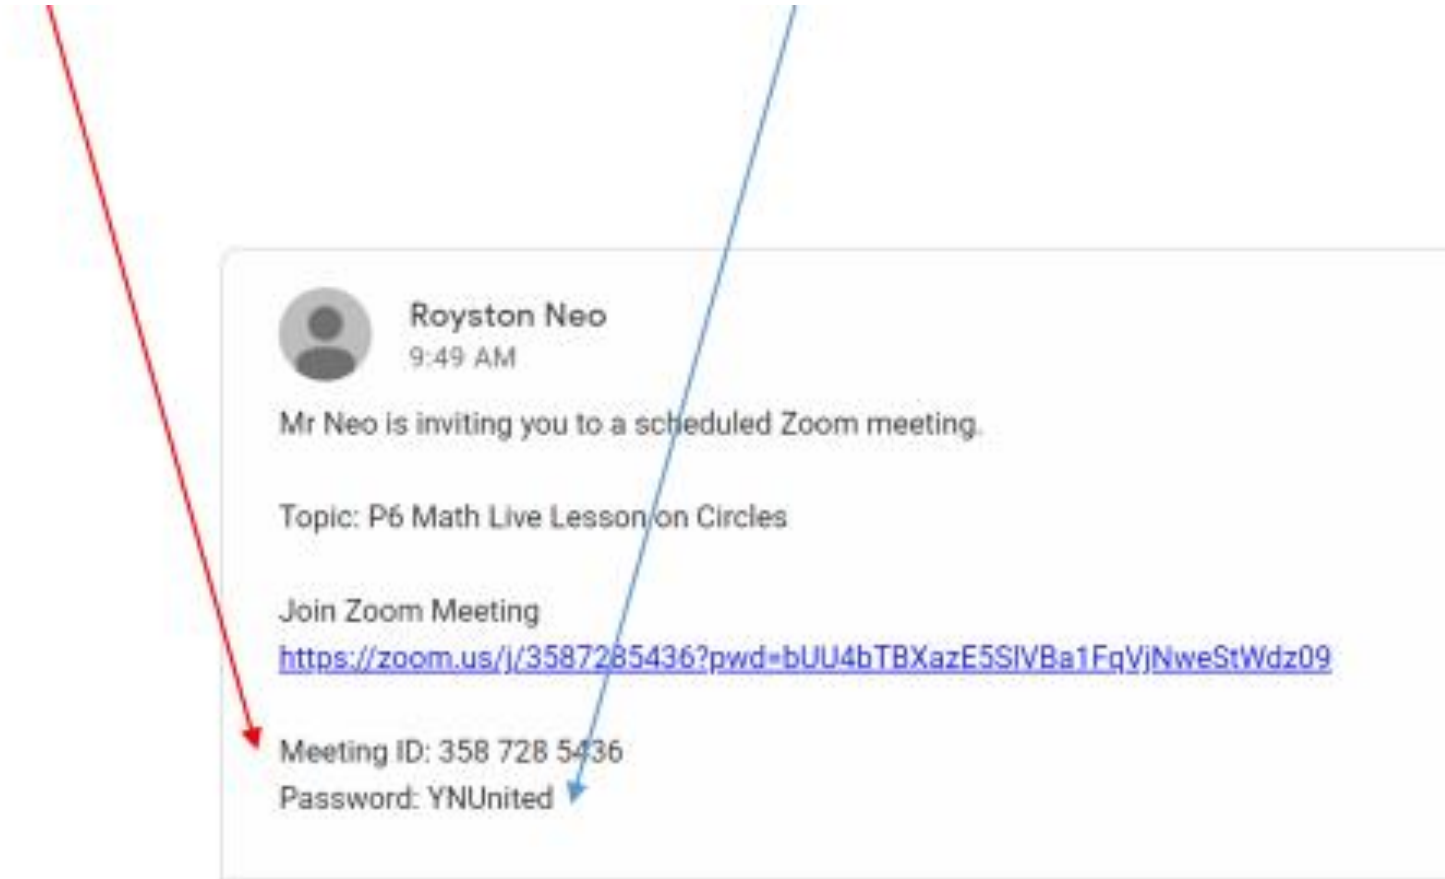 Royston Neo
9:49 AM
Mr Neo is inviting you to a scheduled Zoom meeting.
Topic: P6 Math Live Lesson on Circles
Join Zoom Meeting
https://zoom.us/j/3587285436?pwd=bUU4bTBXazE5SlVBa1FqVjNweStWdz09
Meeting ID: 358 728 5436
Password: YNUnited